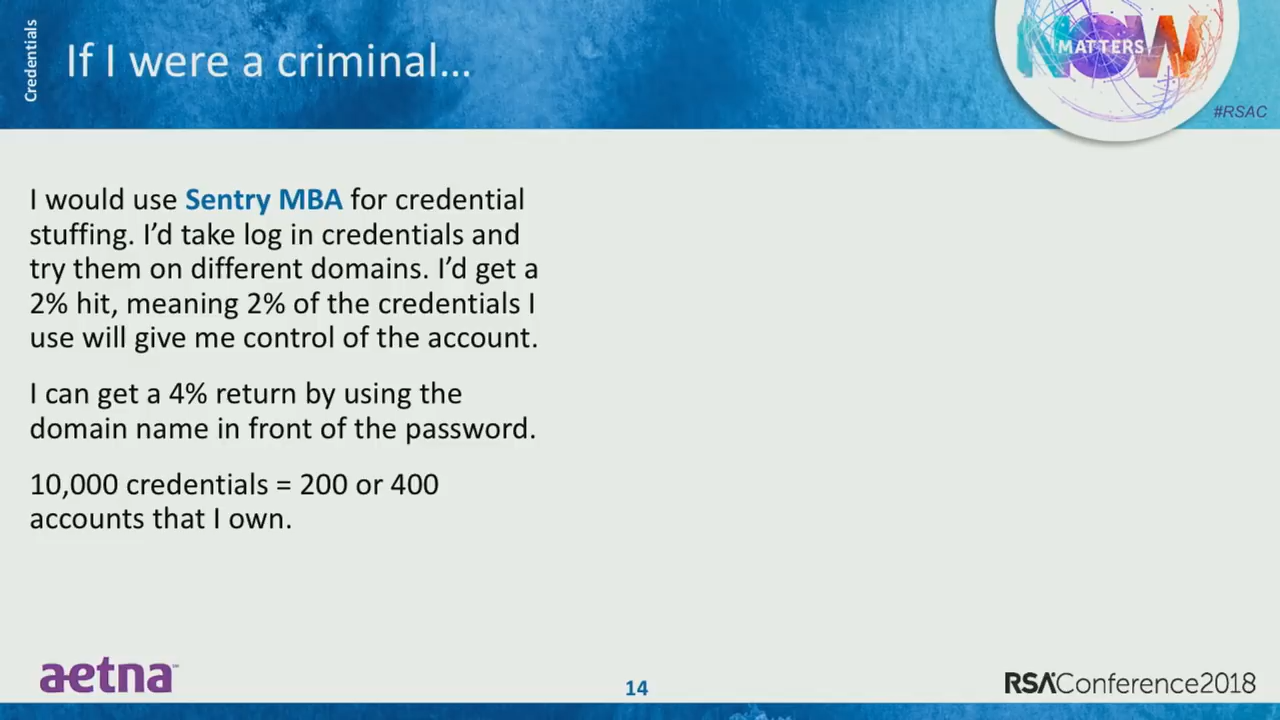 Credentials
If I were a criminal...
NOW
MATTERS
#RSAC
I would use Sentry MBA for credential
stuffing. I’d take log in credentials and
try them on different domains. I’d get a
2% hit, meaning 2% of the credentials I
use will give me control of the account.
I can get a 4% return by using the
domain name in front of the password.
10,000 credentials = 200 or 400
accounts that I own.
aetna
14
RSAConference2018